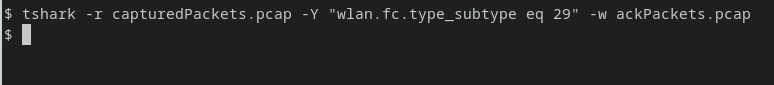 $ tshark -r capturedPackets.pcap -Y "wlan.fc.type_subtype eq 29" -w ackPackets.pcap
$